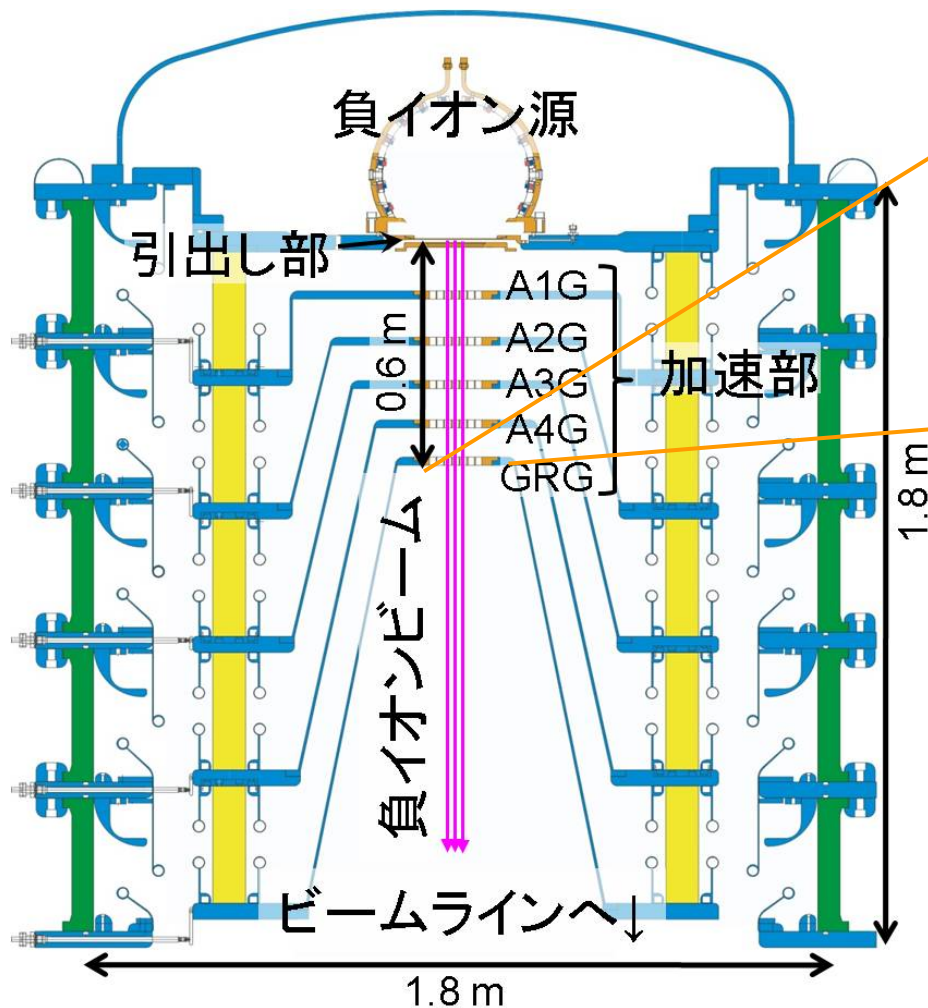 負イオン源
引出し部
A1G
A2G
A3G
A4G
GRG
加速部
0.6 m
1.8 m
負イオンビーム
ビームラインへ↓
1.8 m